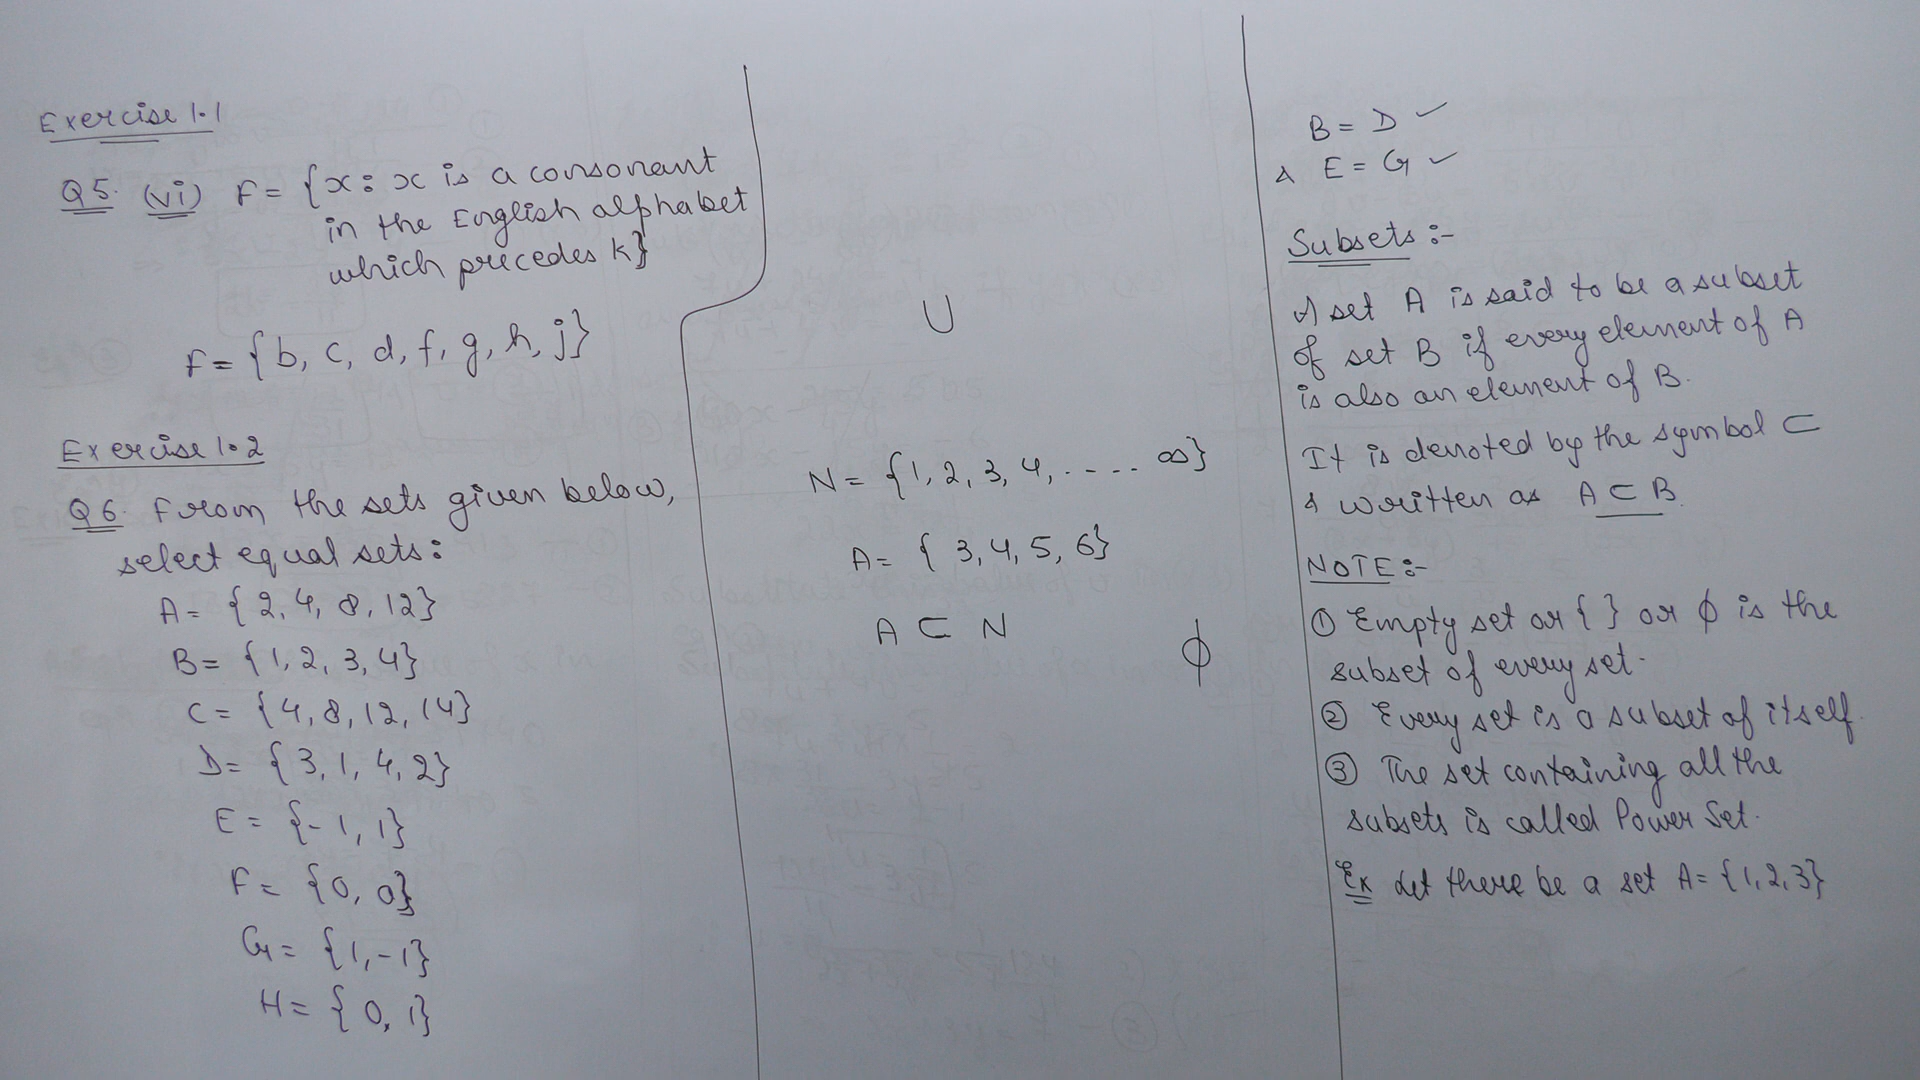 Exercise 1.1
Q5. (vi) F = {x : x is a consonant
in the English alphabet
which precedes k}
F = {b, c, d, f, g, h, j}
Exercise 1.2
Q6. From the sets given below,
select equal sets:
A = {2, 4, 8, 12}
B = {1, 2, 3, 4}
C = {4, 8, 12, 14}
D = {3, 1, 4, 2}
E = {-1, 1}
F = {0, 0}
G = {1, -1}
H = {0, 1}
U
N = {1, 2, 3, 4, ..... ∞}
A = {3, 4, 5, 6}
A ⊂ N
ϕ
B = D ✓
& E = G ✓
Subsets :-
A set A is said to be a subset
of set B if every element of A
is also an element of B.
It is denoted by the symbol ⊂
& written as A ⊂ B.
NOTE :-
① Empty set or { } or ϕ is the
subset of every set.
② Every set is a subset of itself.
③ The set containing all the
subsets is called Power Set.
Ex Let there be a set A = {1, 2, 3}